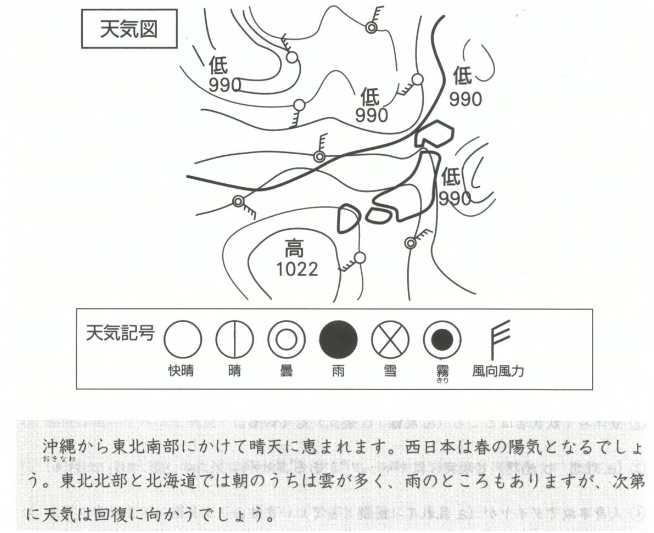 天気図
低
990
低
990
低
990
低
990
高
1022
天気記号
快晴 晴 曇 雨 雪 霧 風向風力
きり
沖縄から東北南部にかけて晴天に恵まれます。西日本は春の陽気となるでしょ
おきなわ
う。東北北部と北海道では朝のうちは雲が多く、雨のところもありますが、次第
に天気は回復に向かうでしょう。